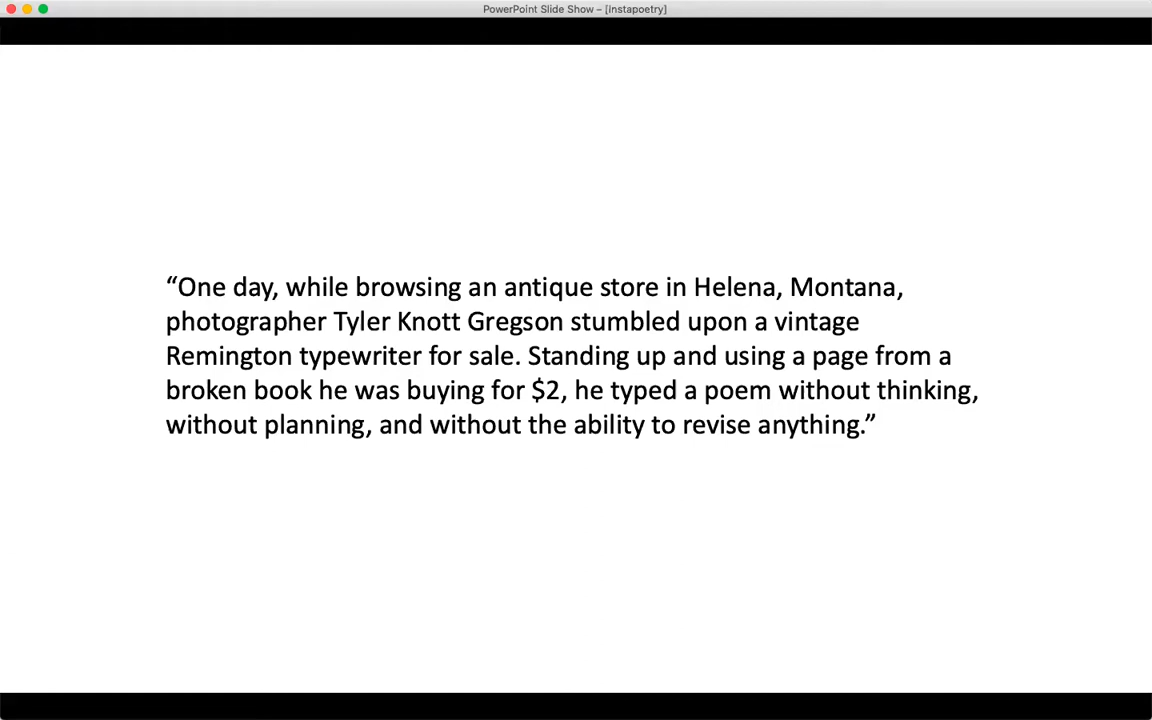 PowerPoint Slide Show – [instapoetry]
“One day, while browsing an antique store in Helena, Montana,
photographer Tyler Knott Gregson stumbled upon a vintage
Remington typewriter for sale. Standing up and using a page from a
broken book he was buying for $2, he typed a poem without thinking,
without planning, and without the ability to revise anything.”